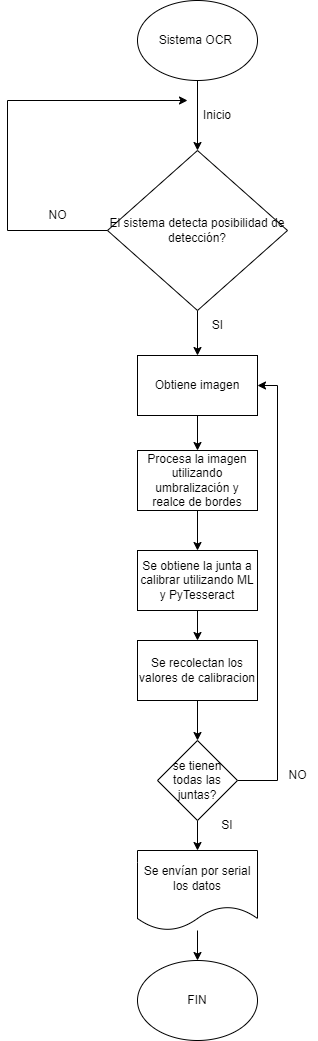 Sistema OCR
Inicio
El sistema detecta posibilidad de
detección?
NO
SI
Obtiene imagen
Procesa la imagen
utilizando
umbralización y
realce de bordes
Se obtiene la junta a
calibrar utilizando ML
y PyTesseract
Se recolectan los
valores de calibracion
se tienen
todas las
juntas?
NO
SI
Se envían por serial
los datos
FIN